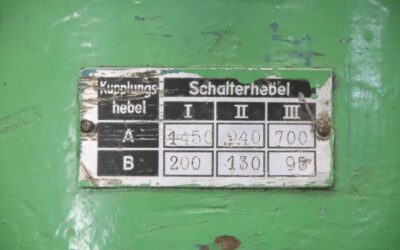 Kupplungs- Schalterhebel
hebel I II III
A 1450 940 700
B 200 130 95